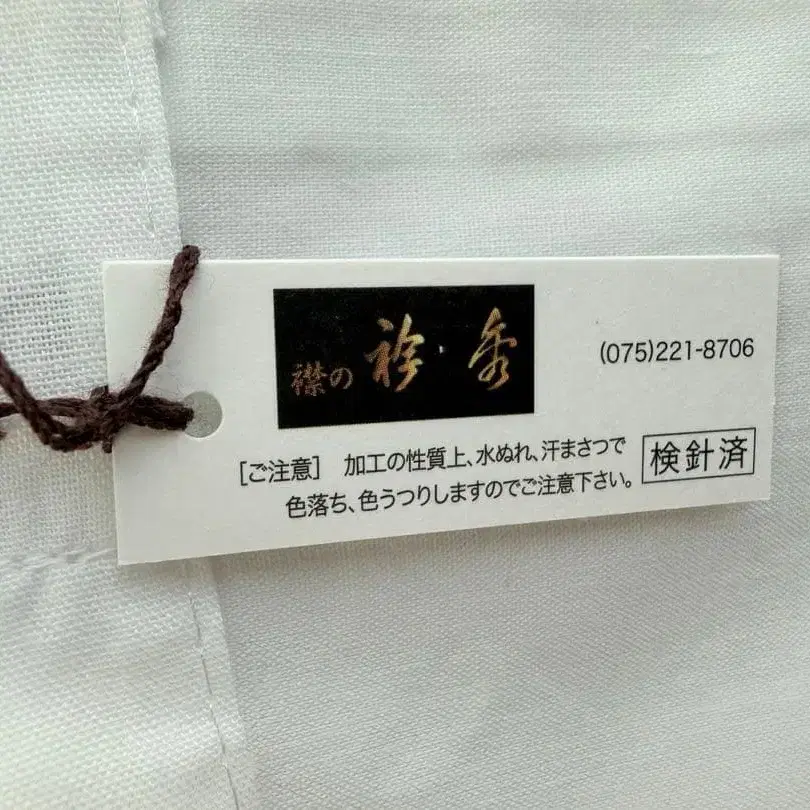 襟の 衿・秀
(075)221-8706
［ご注意］ 加工の性質上、水ぬれ、汗まさつで
色落ち、色うつりしますのでご注意下さい。
検針済